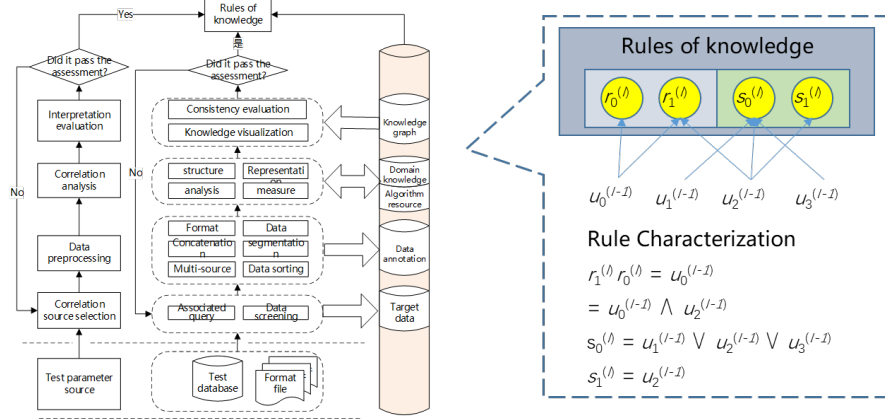 Yes
Rules of
knowledge
是
Did it pass the
assessment?
Did it pass the
assessment?
No
No
Interpretation
evaluation
Correlation
analysis
Data
preprocessing
Correlation
source selection
Test parameter
source
Consistency evaluation
Knowledge visualization
structure
Representati
on
analysis
measure
Format
Data
Concatenation
segmentation
Multi-source
Data sorting
Associated
query
Data
screening
Test
database
Format
file
Knowledge
graph
Domain
knowledge
Algorithm
resource
Data
annotation
Target
data
Rules of knowledge
r₀⁽ˡ⁾ r₁⁽ˡ⁾ s₀⁽ˡ⁾ s₁⁽ˡ⁾
u₀⁽ˡ⁻¹⁾ u₁⁽ˡ⁻¹⁾ u₂⁽ˡ⁻¹⁾ u₃⁽ˡ⁻¹⁾
Rule Characterization
r₁⁽ˡ⁾ r₀⁽ˡ⁾ = u₀⁽ˡ⁻¹⁾
= u₀⁽ˡ⁻¹⁾ ∧ u₂⁽ˡ⁻¹⁾
s₀⁽ˡ⁾ = u₁⁽ˡ⁻¹⁾ ∨ u₂⁽ˡ⁻¹⁾ ∨ u₃⁽ˡ⁻¹⁾
s₁⁽ˡ⁾ = u₂⁽ˡ⁻¹⁾